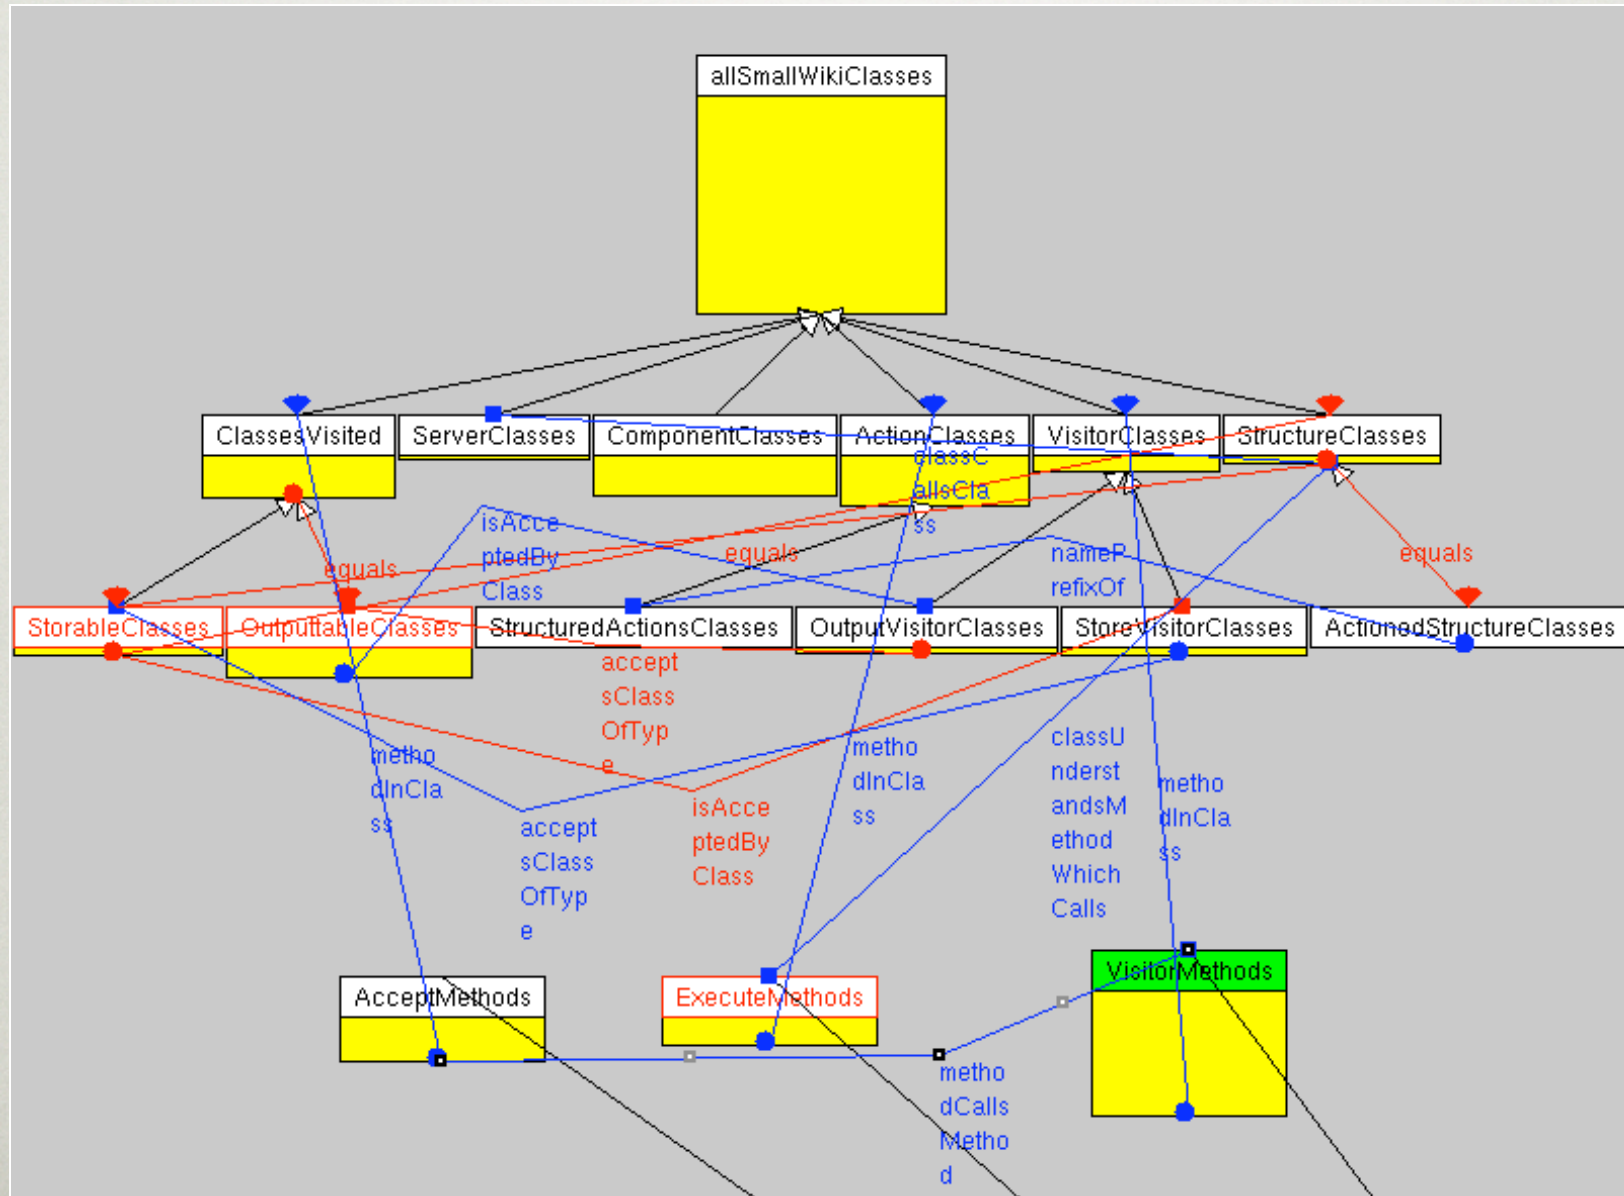 allSmallWikiClasses
ClassesVisited
ServerClasses
ComponentClasses
ActionClasses
VisitorClasses
StructureClasses
classC
allsCla
ss
isAcce
ptedBy
Class
equals
equals
nameP
refixOf
equals
StorableClasses
OutputtableClasses
StructuredActionsClasses
OutputVisitorClasses
StoreVisitorClasses
ActionedStructureClasses
accept
sClass
OfTyp
e
metho
dInCla
ss
accept
sClass
OfTyp
e
isAcce
ptedBy
Class
metho
dInCla
ss
classU
nderst
andsM
ethod
Which
Calls
metho
dInCla
ss
AcceptMethods
ExecuteMethods
VisitorMethods
metho
dCalls
Metho
d